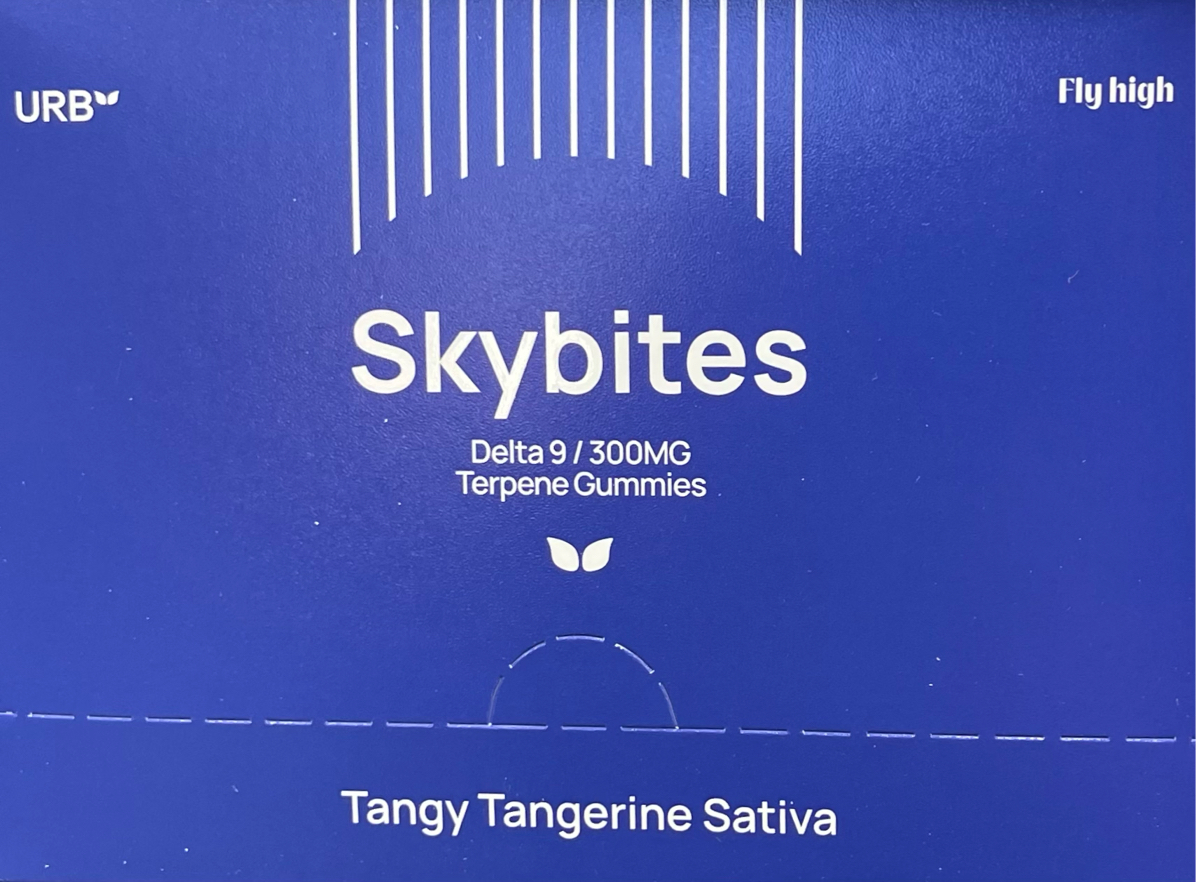 URB
Fly high
Skybites
Delta 9 / 300MG
Terpene Gummies
Tangy Tangerine Sativa